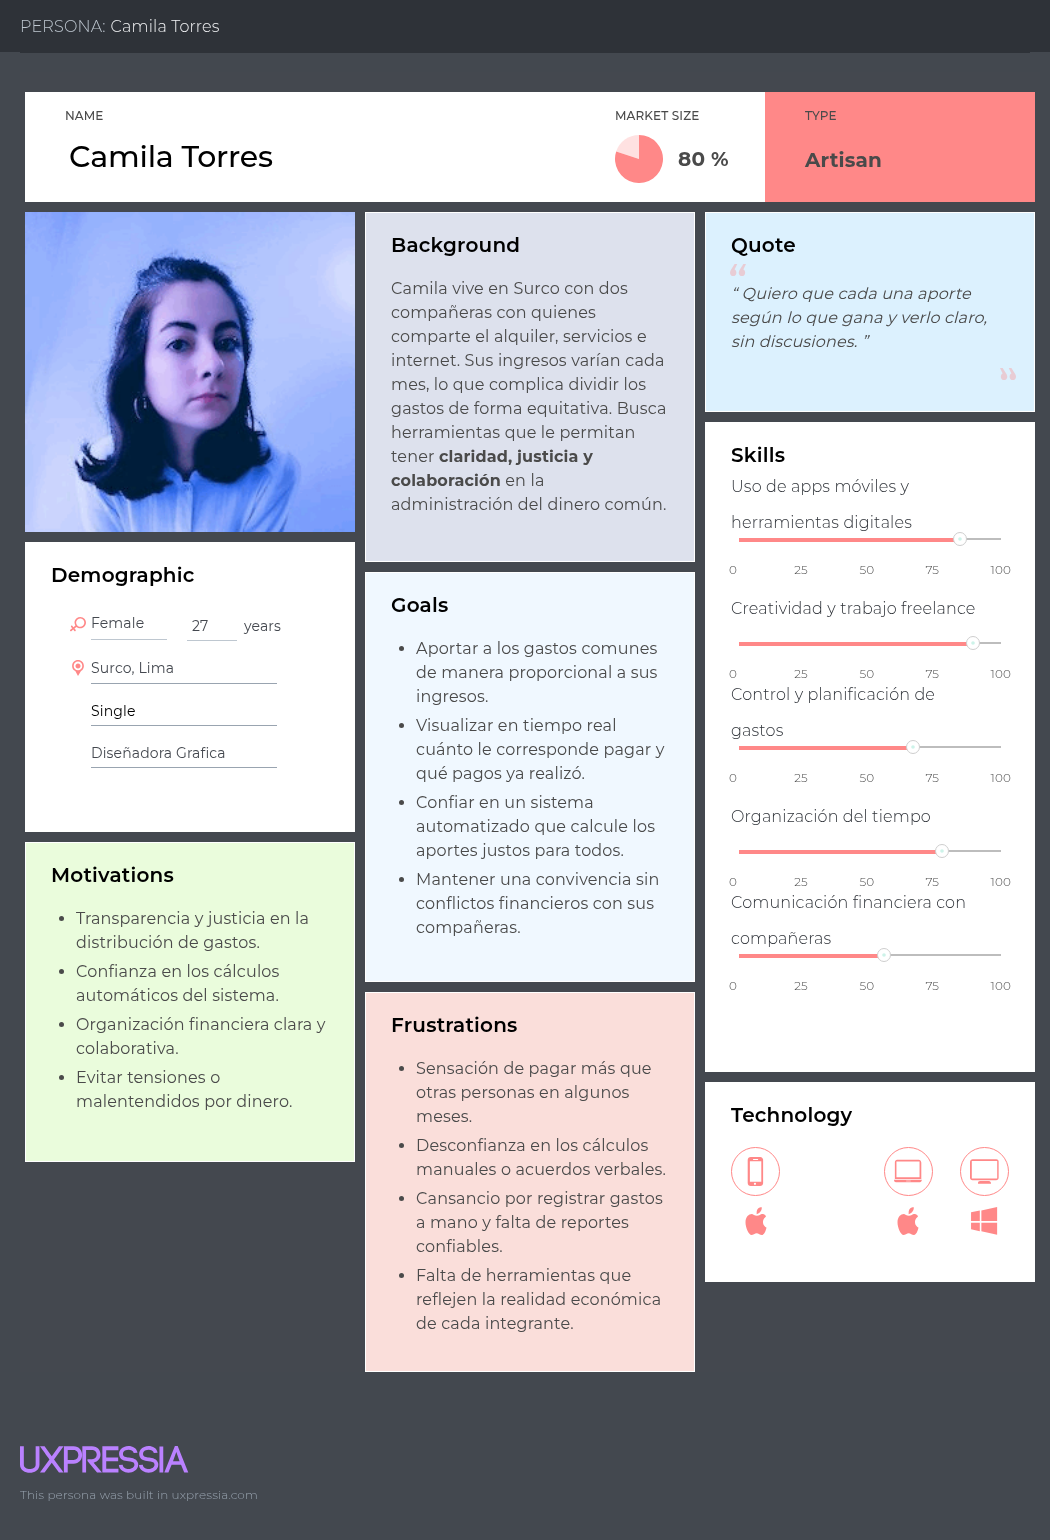 PERSONA: Camila Torres
NAME
Camila Torres
MARKET SIZE
80 %
TYPE
Artisan
Demographic
Female
27 years
Surco, Lima
Single
Diseñadora Grafica
Motivations
• Transparencia y justicia en la
distribución de gastos.
• Confianza en los cálculos
automáticos del sistema.
• Organización financiera clara y
colaborativa.
• Evitar tensiones o
malentendidos por dinero.
Background
Camila vive en Surco con dos
compañeras con quienes
comparte el alquiler, servicios e
internet. Sus ingresos varían cada
mes, lo que complica dividir los
gastos de forma equitativa. Busca
herramientas que le permitan
tener claridad, justicia y
colaboración en la
administración del dinero común.
Goals
• Aportar a los gastos comunes
de manera proporcional a sus
ingresos.
• Visualizar en tiempo real
cuánto le corresponde pagar y
qué pagos ya realizó.
• Confiar en un sistema
automatizado que calcule los
aportes justos para todos.
• Mantener una convivencia sin
conflictos financieros con sus
compañeras.
Frustrations
• Sensación de pagar más que
otras personas en algunos
meses.
• Desconfianza en los cálculos
manuales o acuerdos verbales.
• Cansancio por registrar gastos
a mano y falta de reportes
confiables.
• Falta de herramientas que
reflejen la realidad económica
de cada integrante.
Quote
“ Quiero que cada una aporte
según lo que gana y verlo claro,
sin discusiones. ”
Skills
Uso de apps móviles y
herramientas digitales
0 25 50 75 100
Creatividad y trabajo freelance
0 25 50 75 100
Control y planificación de
gastos
0 25 50 75 100
Organización del tiempo
0 25 50 75 100
Comunicación financiera con
compañeras
0 25 50 75 100
Technology
UXPRESSIA
This persona was built in uxpressia.com